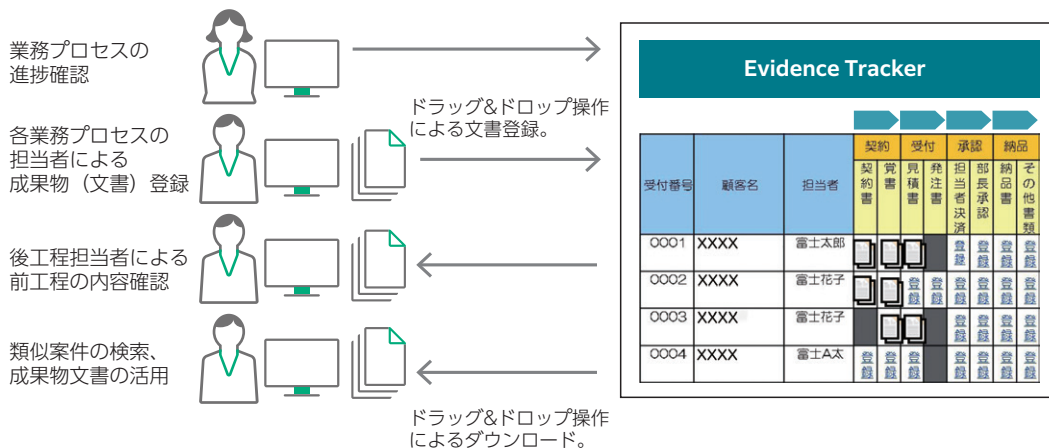 業務プロセスの
進捗確認
各業務プロセスの
担当者による
成果物（文書）登録
後工程担当者による
前工程の内容確認
類似案件の検索、
成果物文書の活用
ドラッグ&ドロップ操作
による文書登録。
ドラッグ&ドロップ操作
によるダウンロード。
Evidence Tracker
契約 受付 承認 納品
受付番号 顧客名 担当者 契約書 覚書 見積書 発注書 担当者決済 部長承認 納品書 その他書類
0001 XXXX 富士太郎 登録 登録 登録 登録
0002 XXXX 富士花子 登録 登録 登録 登録 登録 登録
0003 XXXX 富士花子 登録 登録 登録 登録
0004 XXXX 富士A太 登録 登録 登録 登録 登録 登録 登録 登録